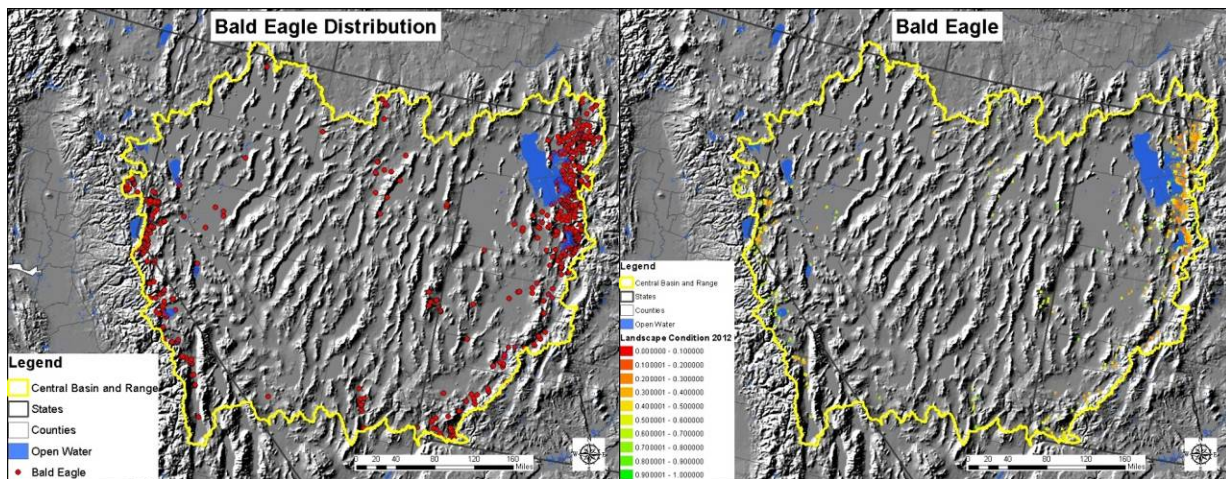 Bald Eagle Distribution
Legend
Central Basin and Range
States
Counties
Open Water
Bald Eagle
0 20 40 80 120 160
Miles
N
W E
S
Bald Eagle
Legend
Central Basin and Range
States
Counties
Open Water
Landscape Condition 2012
0.000000 - 0.100000
0.100001 - 0.200000
0.200001 - 0.300000
0.300001 - 0.400000
0.400001 - 0.500000
0.500001 - 0.600000
0.600001 - 0.700000
0.700001 - 0.800000
0.800001 - 0.900000
0.900001 - 1.000000
0 20 40 80 120 160
Miles
N
W E
S